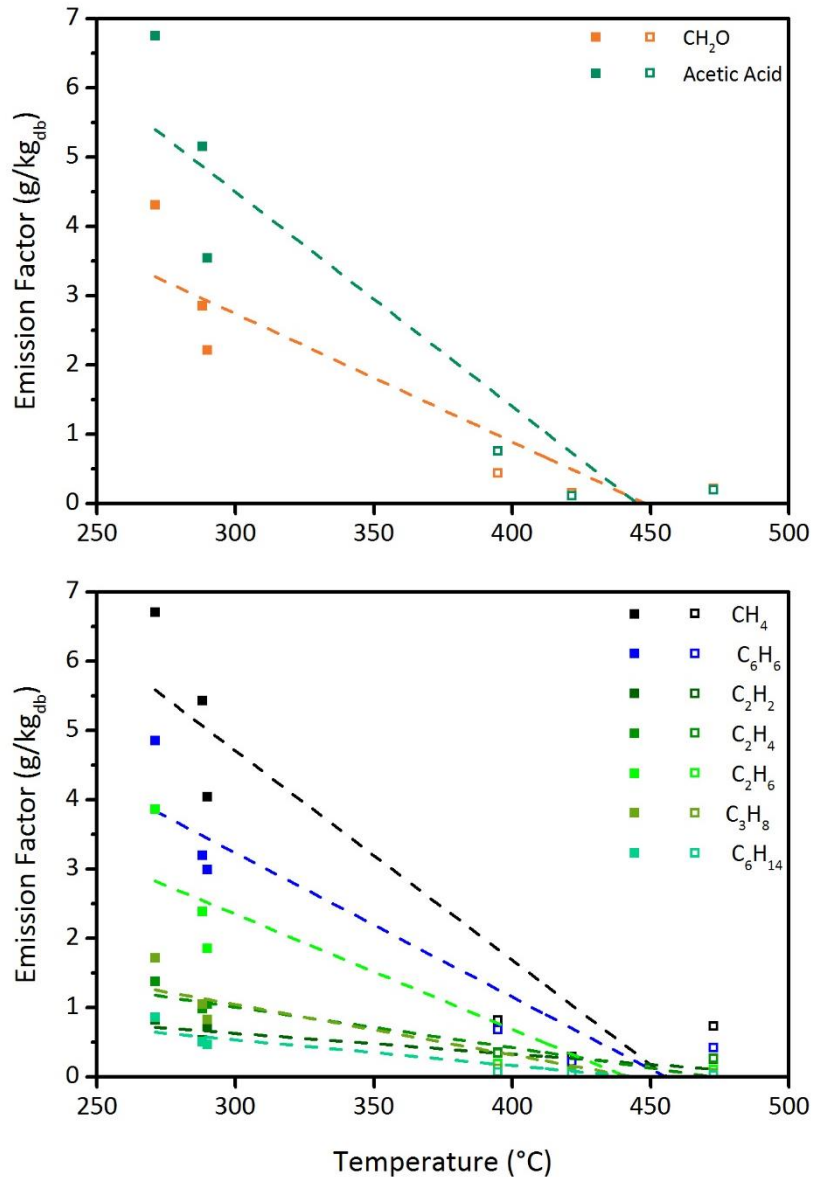 7
6
5
4
3
2
1
0
250 300 350 400 450 500
Emission Factor (g/kg_db)
CH₂O
Acetic Acid
7
6
5
4
3
2
1
0
250 300 350 400 450 500
Emission Factor (g/kg_db)
CH₄
C₆H₆
C₂H₂
C₂H₄
C₂H₆
C₃H₈
C₆H₁₄
Temperature (°C)